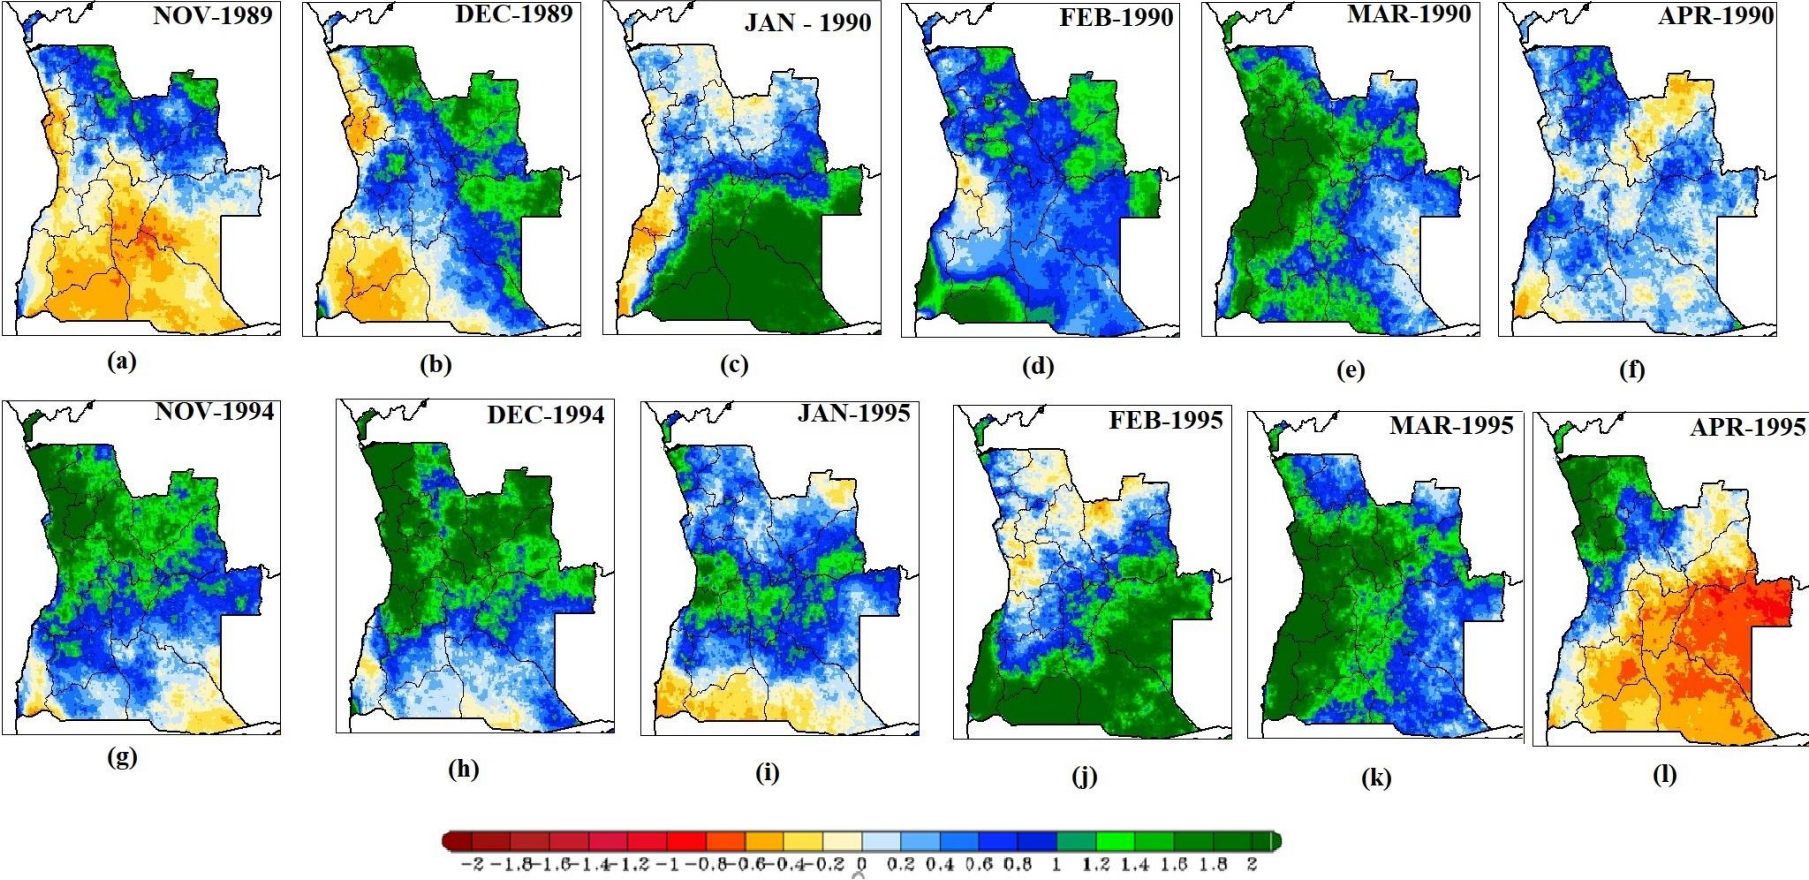 NOV-1989 DEC-1989 JAN - 1990 FEB-1990 MAR-1990 APR-1990
(a) (b) (c) (d) (e) (f)
NOV-1994 DEC-1994 JAN-1995 FEB-1995 MAR-1995 APR-1995
(g) (h) (i) (j) (k) (l)
-2 -1.8 -1.6 -1.4 -1.2 -1 -0.8 -0.6 -0.4 -0.2 0 0.2 0.4 0.6 0.8 1 1.2 1.4 1.6 1.8 2